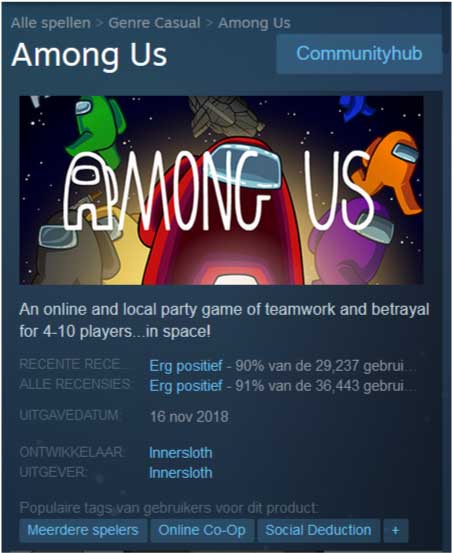 Alle spellen > Genre Casual > Among Us
Among Us
Communityhub
AMONG US
An online and local party game of teamwork and betrayal
for 4-10 players...in space!
RECENTE RECE... Erg positief - 90% van de 29,237 gebrui...
ALLE RECENSIES: Erg positief - 91% van de 36,443 gebrui...
UITGAVEDATUM: 16 nov 2018
ONTWIKKELAAR: Innersloth
UITGEVER: Innersloth
Populaire tags van gebruikers voor dit product:
Meerdere spelers Online Co-Op Social Deduction +